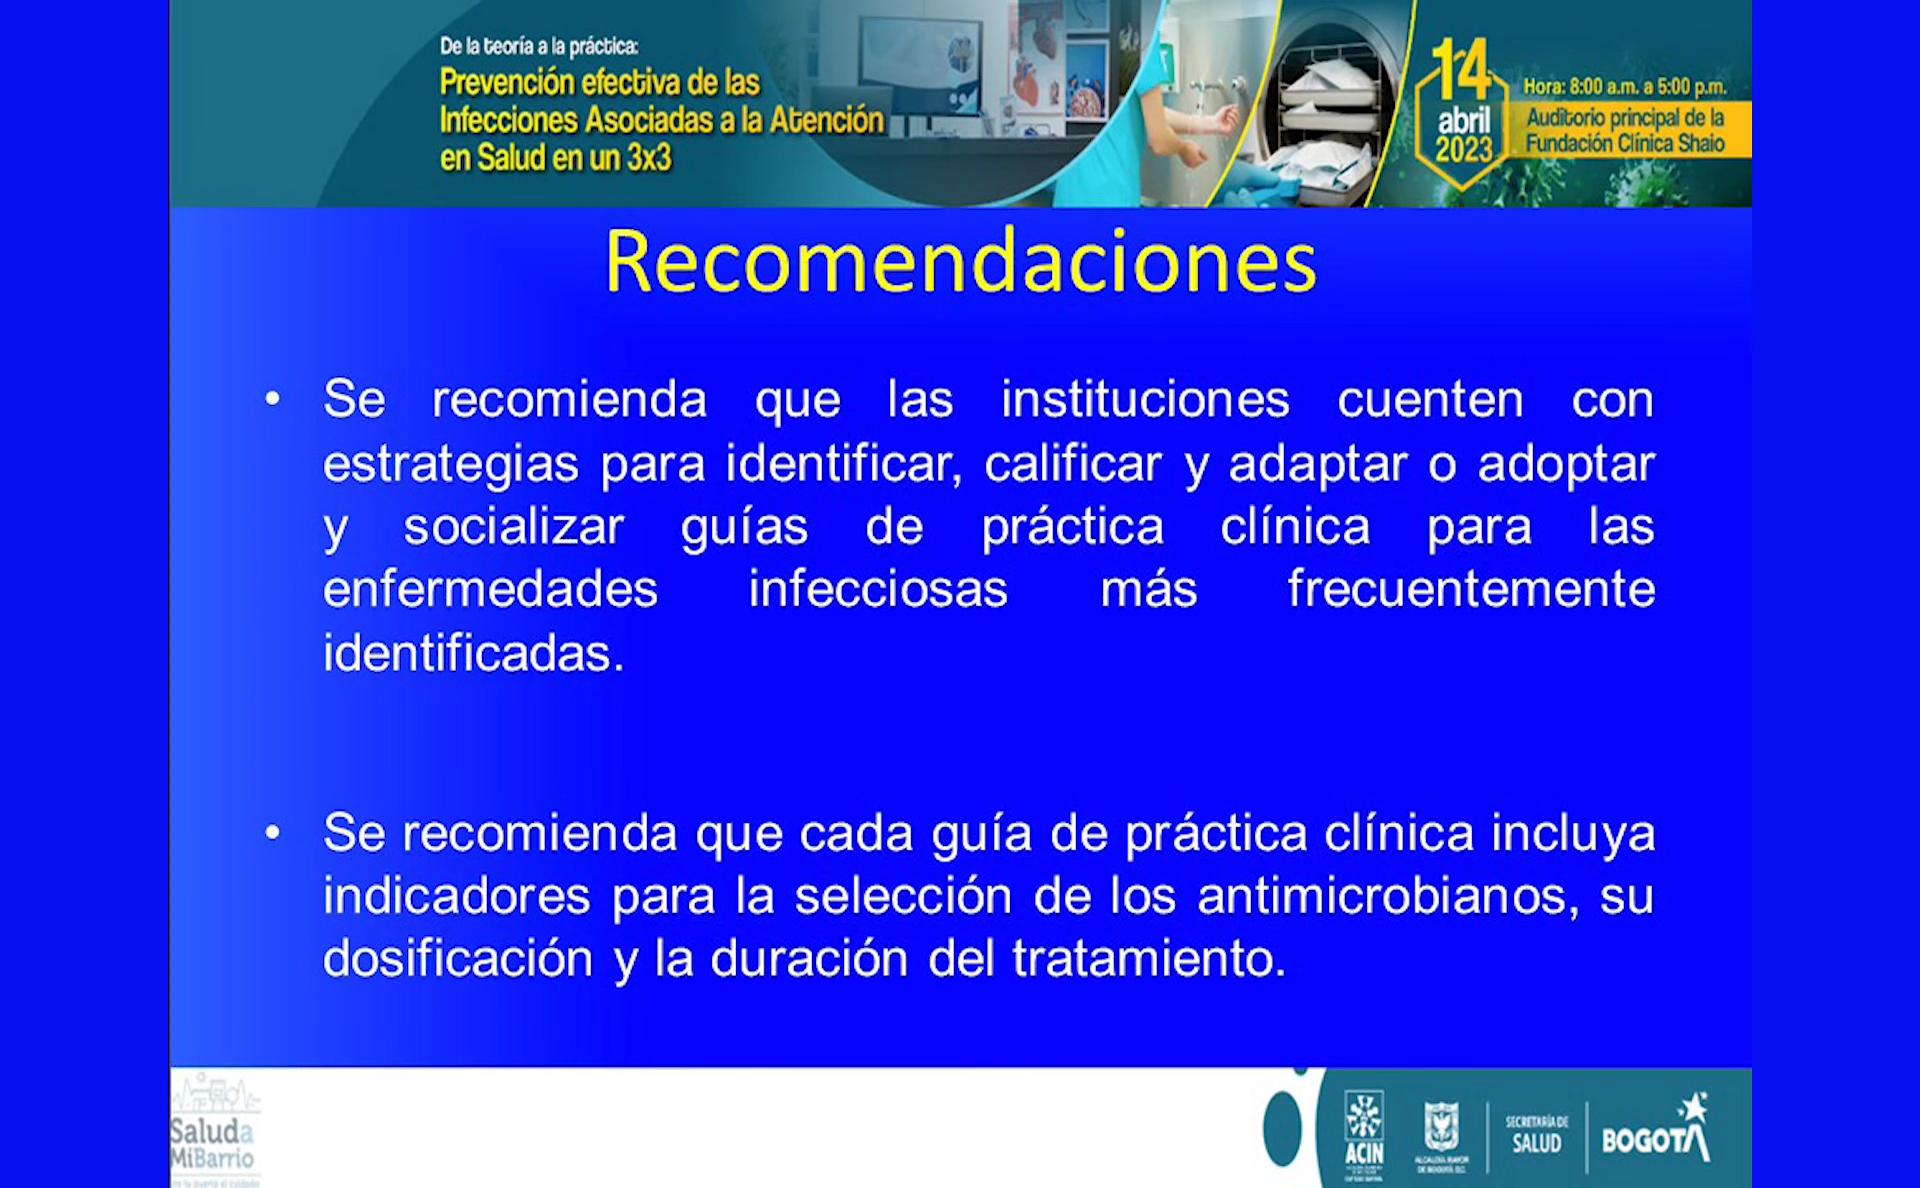 De la teoría a la práctica:
Prevención efectiva de las
Infecciones Asociadas a la Atención
en Salud en un 3x3
14
abril
2023
Hora: 8:00 a.m. a 5:00 p.m.
Auditorio principal de la
Fundación Clínica Shaio
Recomendaciones
• Se recomienda que las instituciones cuenten con
estrategias para identificar, calificar y adaptar o adoptar
y socializar guías de práctica clínica para las
enfermedades infecciosas más frecuentemente
identificadas.
• Se recomienda que cada guía de práctica clínica incluya
indicadores para la selección de los antimicrobianos, su
dosificación y la duración del tratamiento.
Saluda
MiBarrio
ACIN
ALCALDÍA MAYOR
DE BOGOTÁ D.C.
SECRETARÍA DE
SALUD
BOGOTÁ